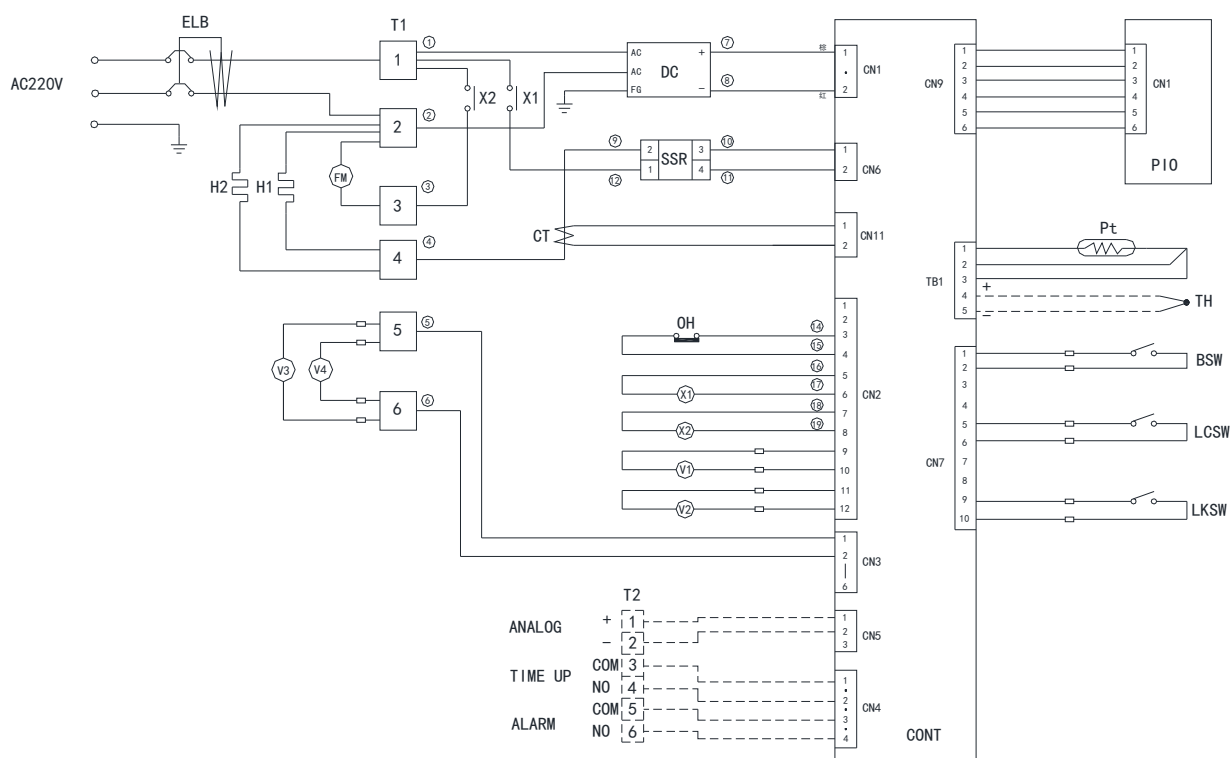 ELB
T1
AC220V
1
①
2
②
3
③
4
④
X2
X1
H2
H1
FM
AC
AC
FG
DC
+
−
⑦
⑧
棕
红
1
2
CN1
⑨
⑫
2
1
SSR
3
4
⑩
⑪
1
2
CN6
CT
1
2
CN11
CN9
1
2
3
4
5
6
1
2
3
4
5
6
CN1
PIO
TB1
1
2
3
4
5
+
−
Pt
TH
5
⑤
6
⑥
V3
V4
OH
⑭
⑮
⑯
⑰
⑱
⑲
X1
X2
V1
V2
1
2
3
4
5
6
7
8
9
10
11
12
CN2
CN7
1
2
3
4
5
6
7
8
9
10
BSW
LCSW
LKSW
1
2
6
CN3
T2
ANALOG
+ 1
− 2
TIME UP
COM 3
NO 4
ALARM
COM 5
NO 6
1
2
3
CN5
1
2
3
4
CN4
CONT